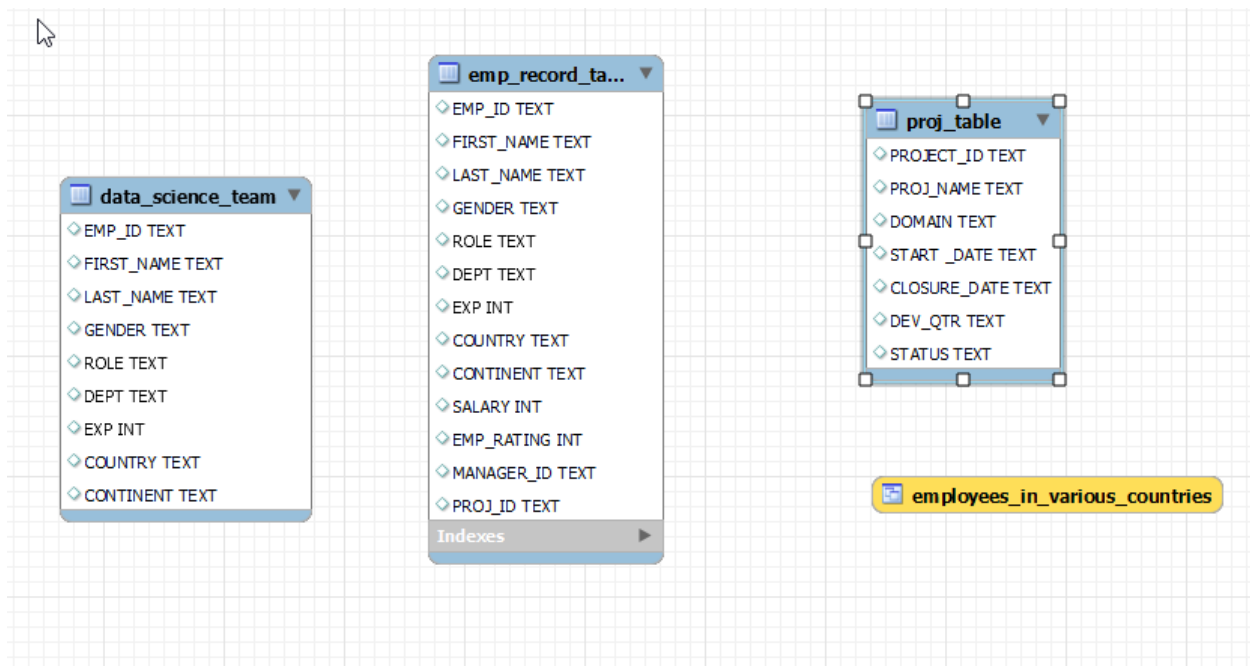 data_science_team
EMP_ID TEXT
FIRST_NAME TEXT
LAST_NAME TEXT
GENDER TEXT
ROLE TEXT
DEPT TEXT
EXP INT
COUNTRY TEXT
CONTINENT TEXT
emp_record_ta...
EMP_ID TEXT
FIRST_NAME TEXT
LAST_NAME TEXT
GENDER TEXT
ROLE TEXT
DEPT TEXT
EXP INT
COUNTRY TEXT
CONTINENT TEXT
SALARY INT
EMP_RATING INT
MANAGER_ID TEXT
PROJ_ID TEXT
Indexes
proj_table
PROJECT_ID TEXT
PROJ_NAME TEXT
DOMAIN TEXT
START _DATE TEXT
CLOSURE_DATE TEXT
DEV_QTR TEXT
STATUS TEXT
employees_in_various_countries